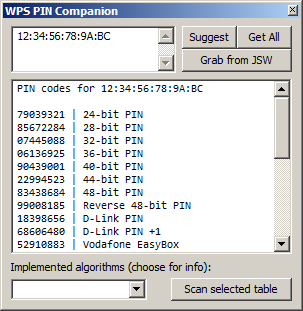 WPS PIN Companion
12:34:56:78:9A:BC
Suggest
Get All
Grab from JSW
PIN codes for 12:34:56:78:9A:BC
79039321 | 24-bit PIN
85672284 | 28-bit PIN
07445088 | 32-bit PIN
06136925 | 36-bit PIN
90439001 | 40-bit PIN
22994523 | 44-bit PIN
83438684 | 48-bit PIN
99008185 | Reverse 48-bit PIN
18398656 | D-Link PIN
68606480 | D-Link PIN +1
52910883 | Vodafone EasyBox
Implemented algorithms (choose for info):
Scan selected table